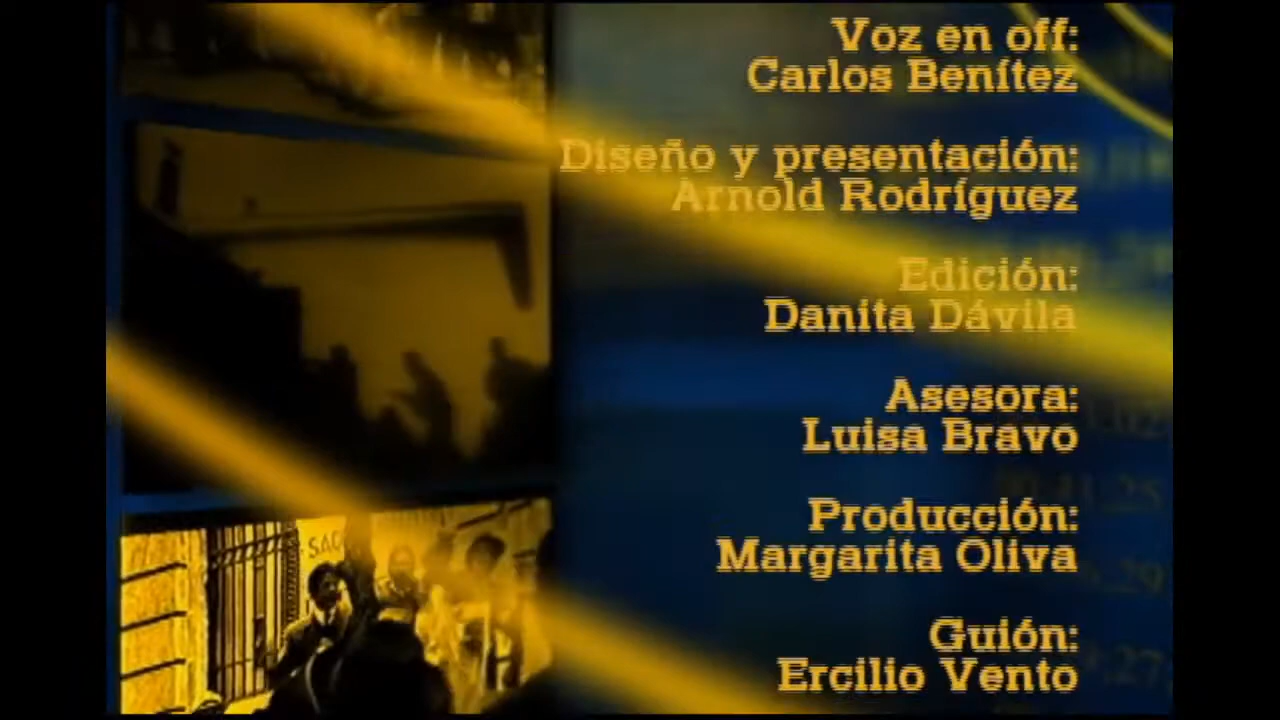 Voz en off:
Carlos Benítez
Diseño y presentación:
Arnold Rodríguez
Edición:
Danita Dávila
Asesora:
Luisa Bravo
Producción:
Margarita Oliva
Guión:
Ercilio Vento